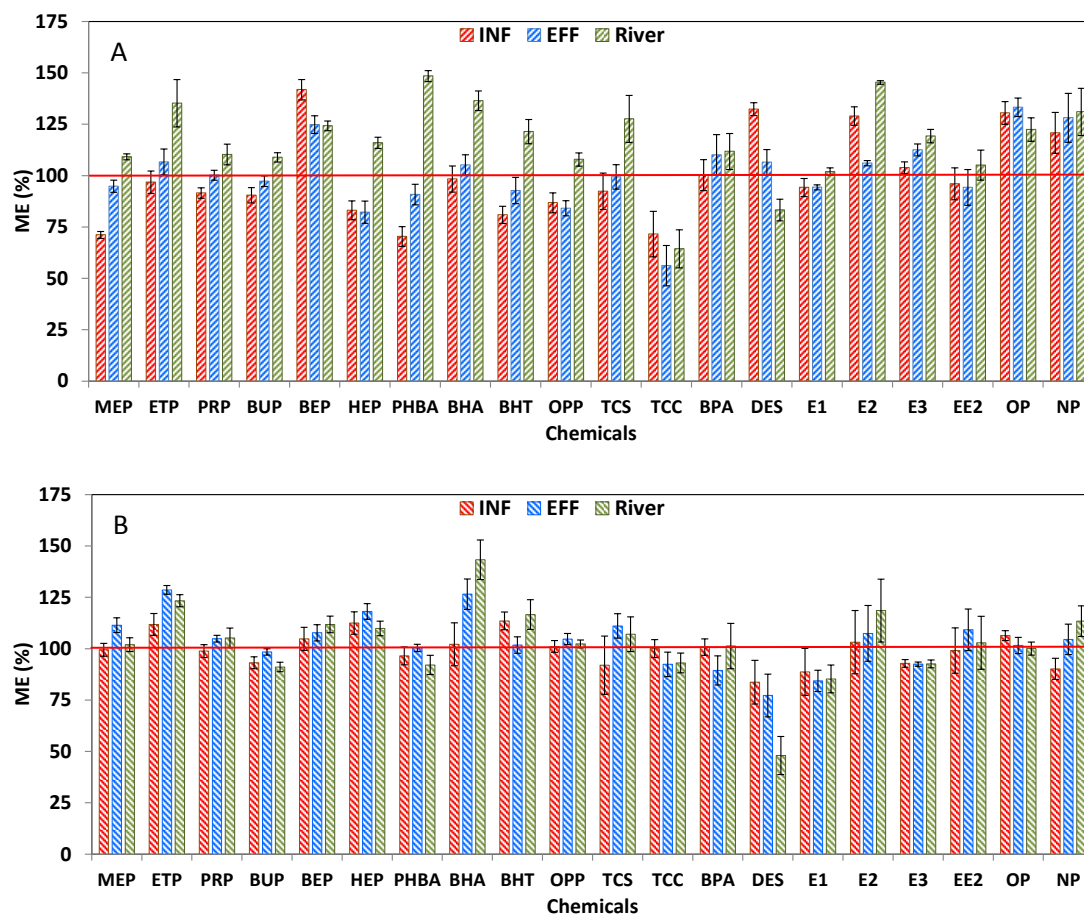 A
INF EFF River
ME (%)
175
150
125
100
75
50
25
0
MEP ETP PRP BUP BEP HEP PHBA BHA BHT OPP TCS TCC BPA DES E1 E2 E3 EE2 OP NP
Chemicals
B
INF EFF River
ME (%)
175
150
125
100
75
50
25
0
MEP ETP PRP BUP BEP HEP PHBA BHA BHT OPP TCS TCC BPA DES E1 E2 E3 EE2 OP NP
Chemicals